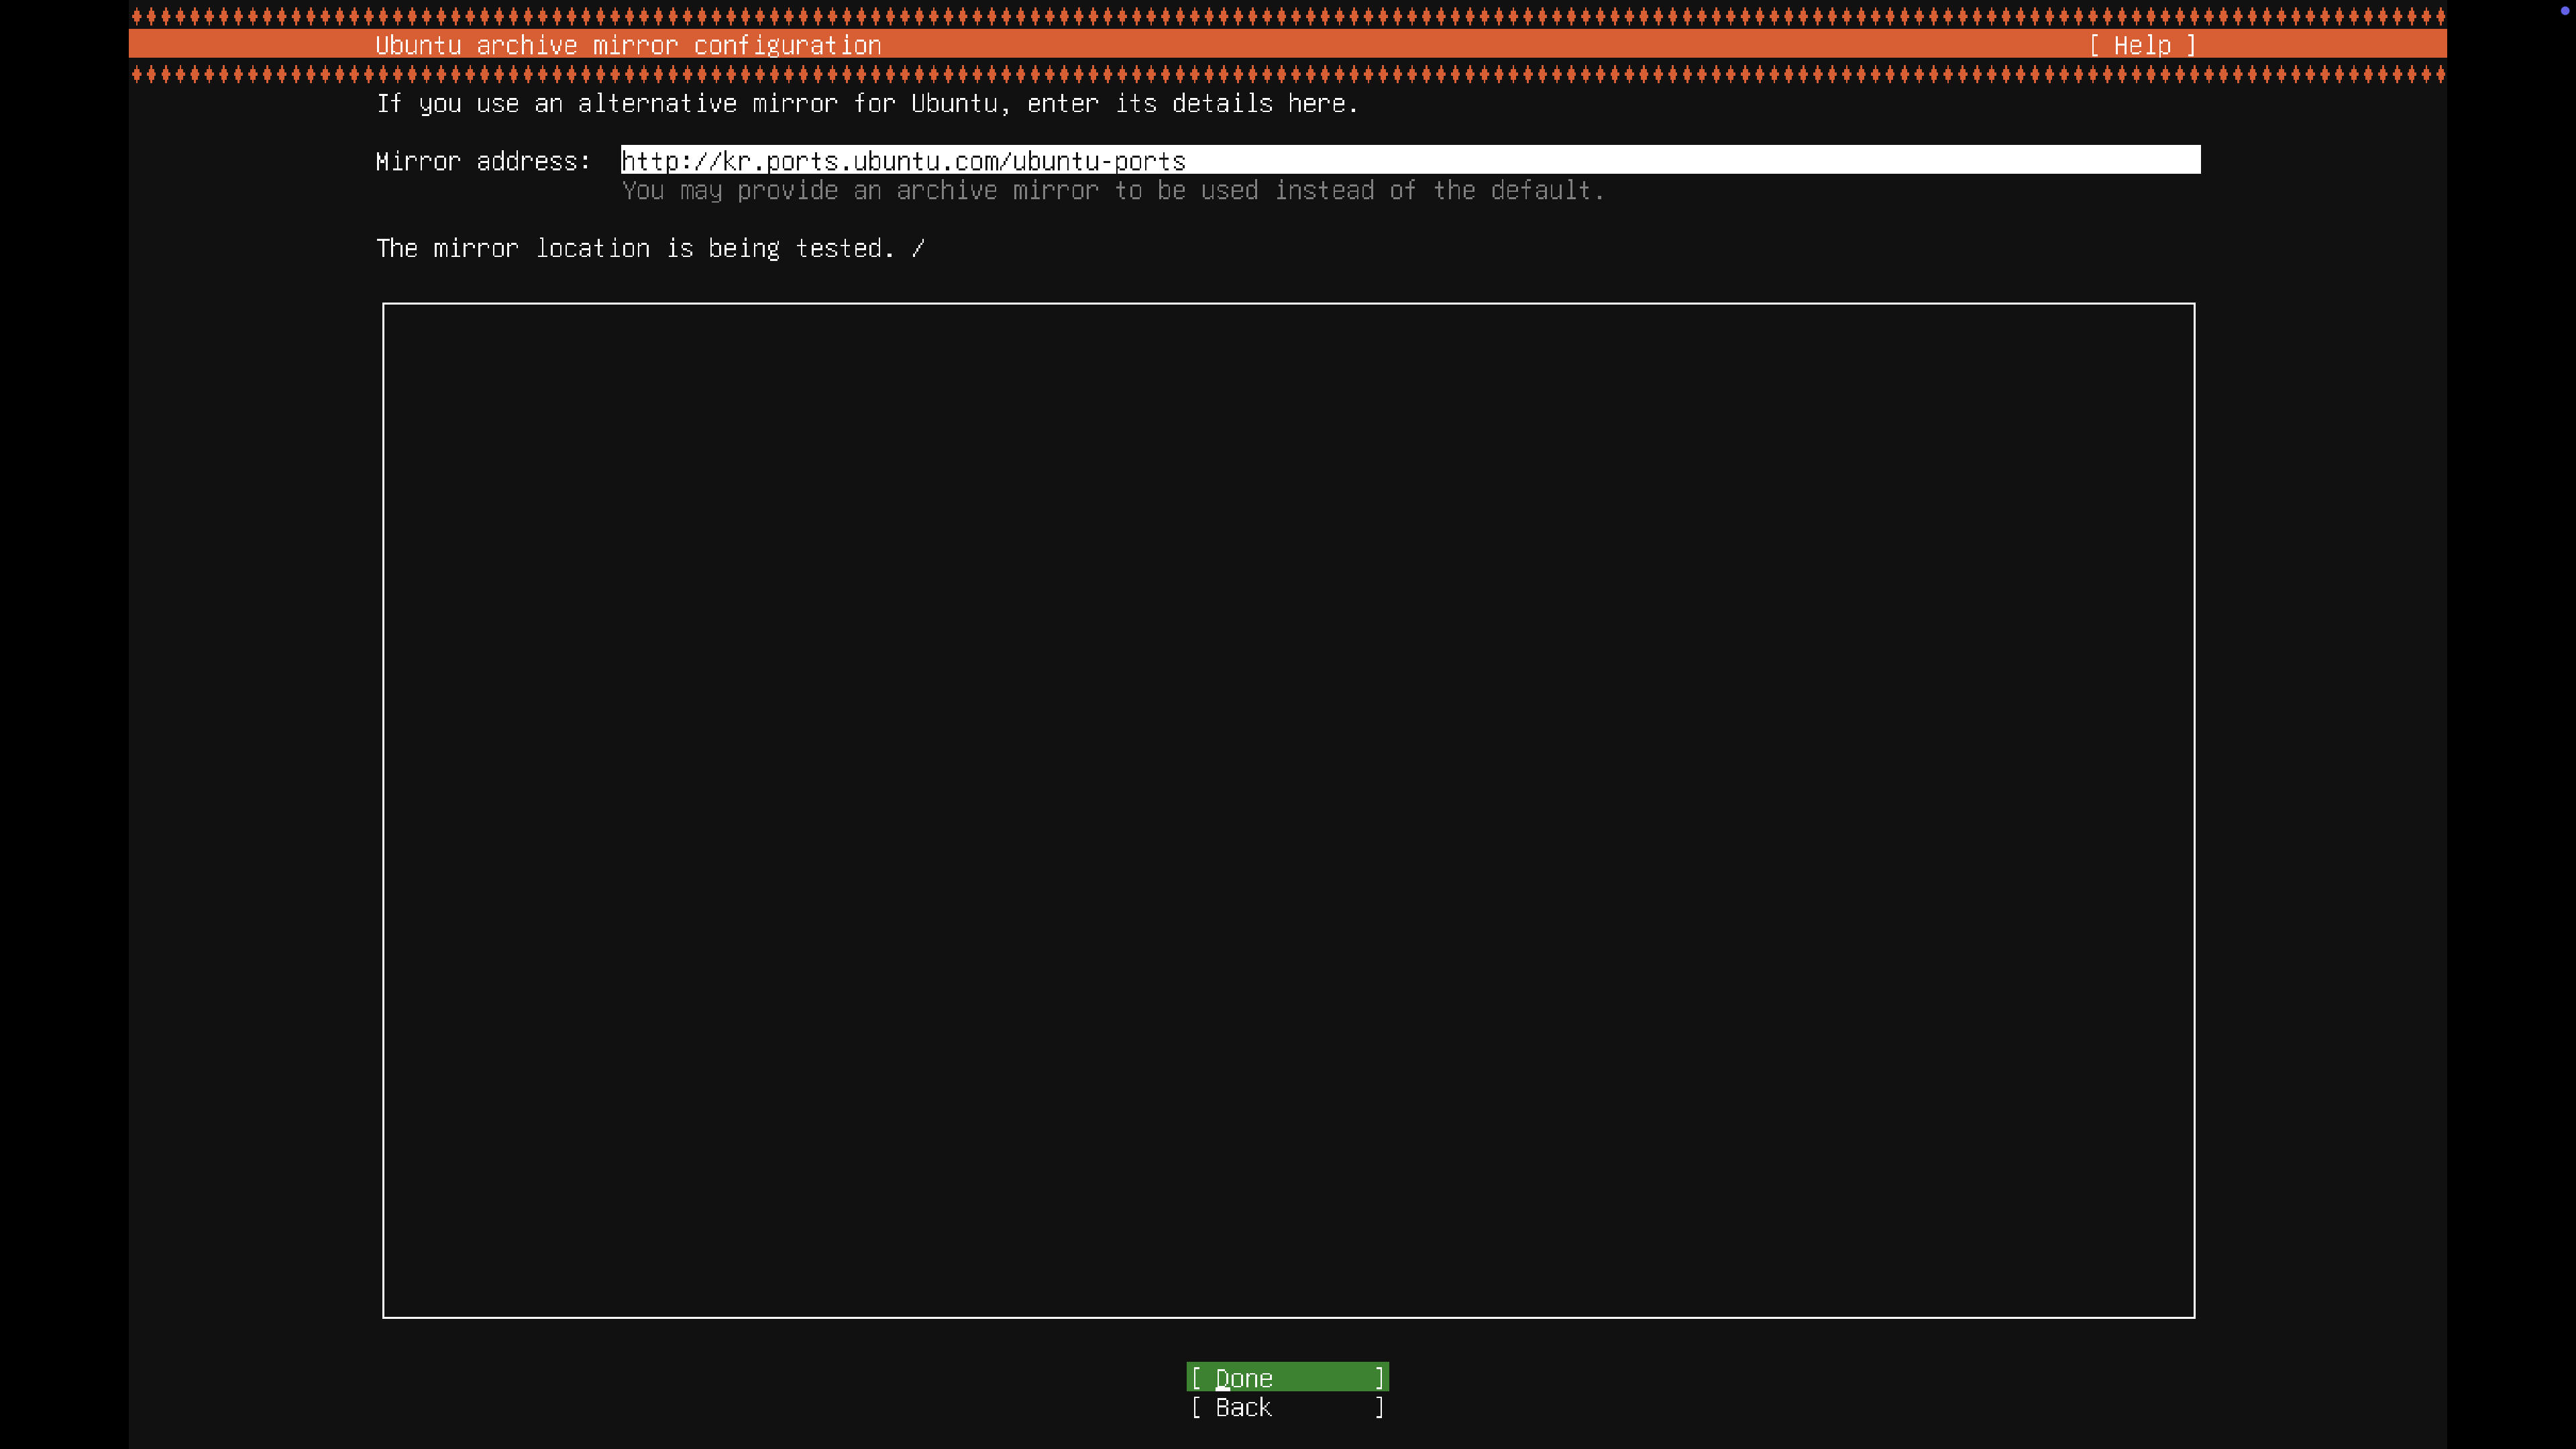 Ubuntu archive mirror configuration [ Help ]
If you use an alternative mirror for Ubuntu, enter its details here.
Mirror address: http://kr.ports.ubuntu.com/ubuntu-ports
You may provide an archive mirror to be used instead of the default.
The mirror location is being tested. /
[ Done ]
[ Back ]